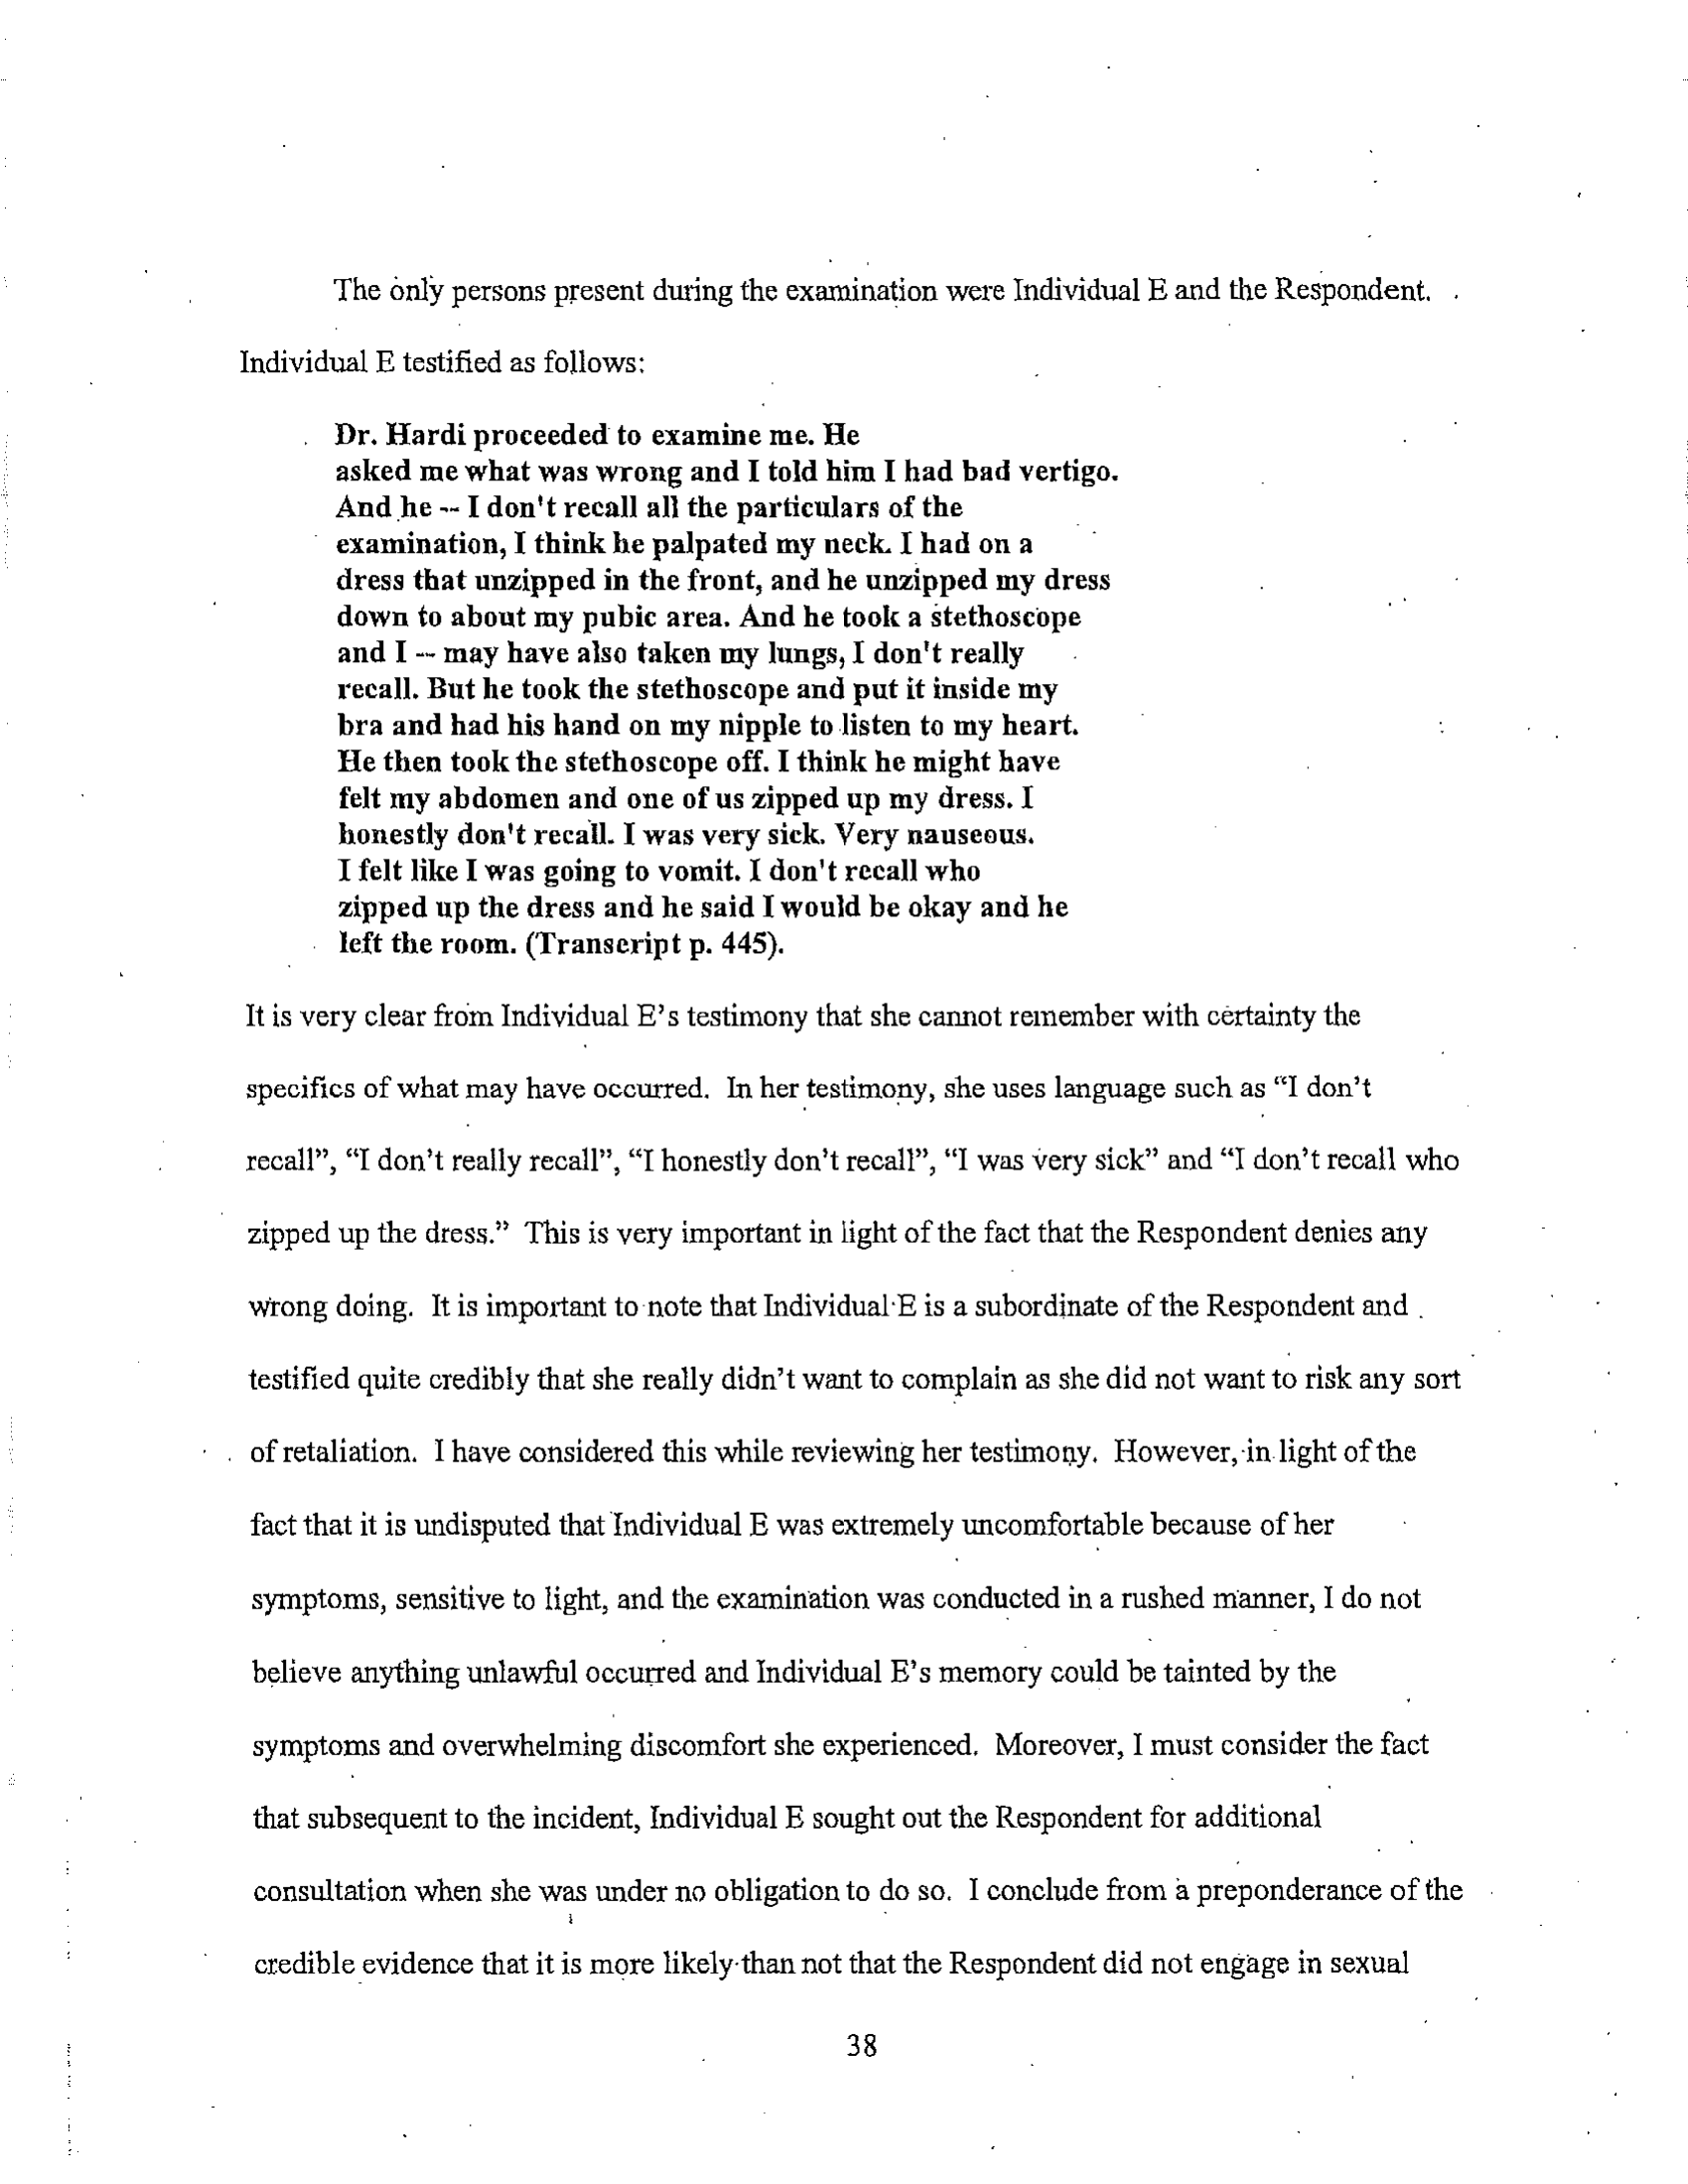 The only persons present during the examination were Individual E and the Respondent.
Individual E testified as follows:
Dr. Hardi proceeded to examine me. He
asked me what was wrong and I told him I had bad vertigo.
And he -- I don't recall all the particulars of the
examination, I think he palpated my neck. I had on a
dress that unzipped in the front, and he unzipped my dress
down to about my pubic area. And he took a stethoscope
and I -- may have also taken my lungs, I don't really
recall. But he took the stethoscope and put it inside my
bra and had his hand on my nipple to listen to my heart.
He then took the stethoscope off. I think he might have
felt my abdomen and one of us zipped up my dress. I
honestly don't recall. I was very sick. Very nauseous.
I felt like I was going to vomit. I don't recall who
zipped up the dress and he said I would be okay and he
left the room. (Transcript p. 445).
It is very clear from Individual E's testimony that she cannot remember with certainty the
specifics of what may have occurred. In her testimony, she uses language such as “I don't
recall”, “I don't really recall”, “I honestly don't recall”, “I was very sick” and “I don't recall who
zipped up the dress.” This is very important in light of the fact that the Respondent denies any
wrong doing. It is important to note that Individual E is a subordinate of the Respondent and
testified quite credibly that she really didn't want to complain as she did not want to risk any sort
of retaliation. I have considered this while reviewing her testimony. However, in light of the
fact that it is undisputed that Individual E was extremely uncomfortable because of her
symptoms, sensitive to light, and the examination was conducted in a rushed manner, I do not
believe anything unlawful occurred and Individual E's memory could be tainted by the
symptoms and overwhelming discomfort she experienced. Moreover, I must consider the fact
that subsequent to the incident, Individual E sought out the Respondent for additional
consultation when she was under no obligation to do so. I conclude from a preponderance of the
credible evidence that it is more likely than not that the Respondent did not engage in sexual
38